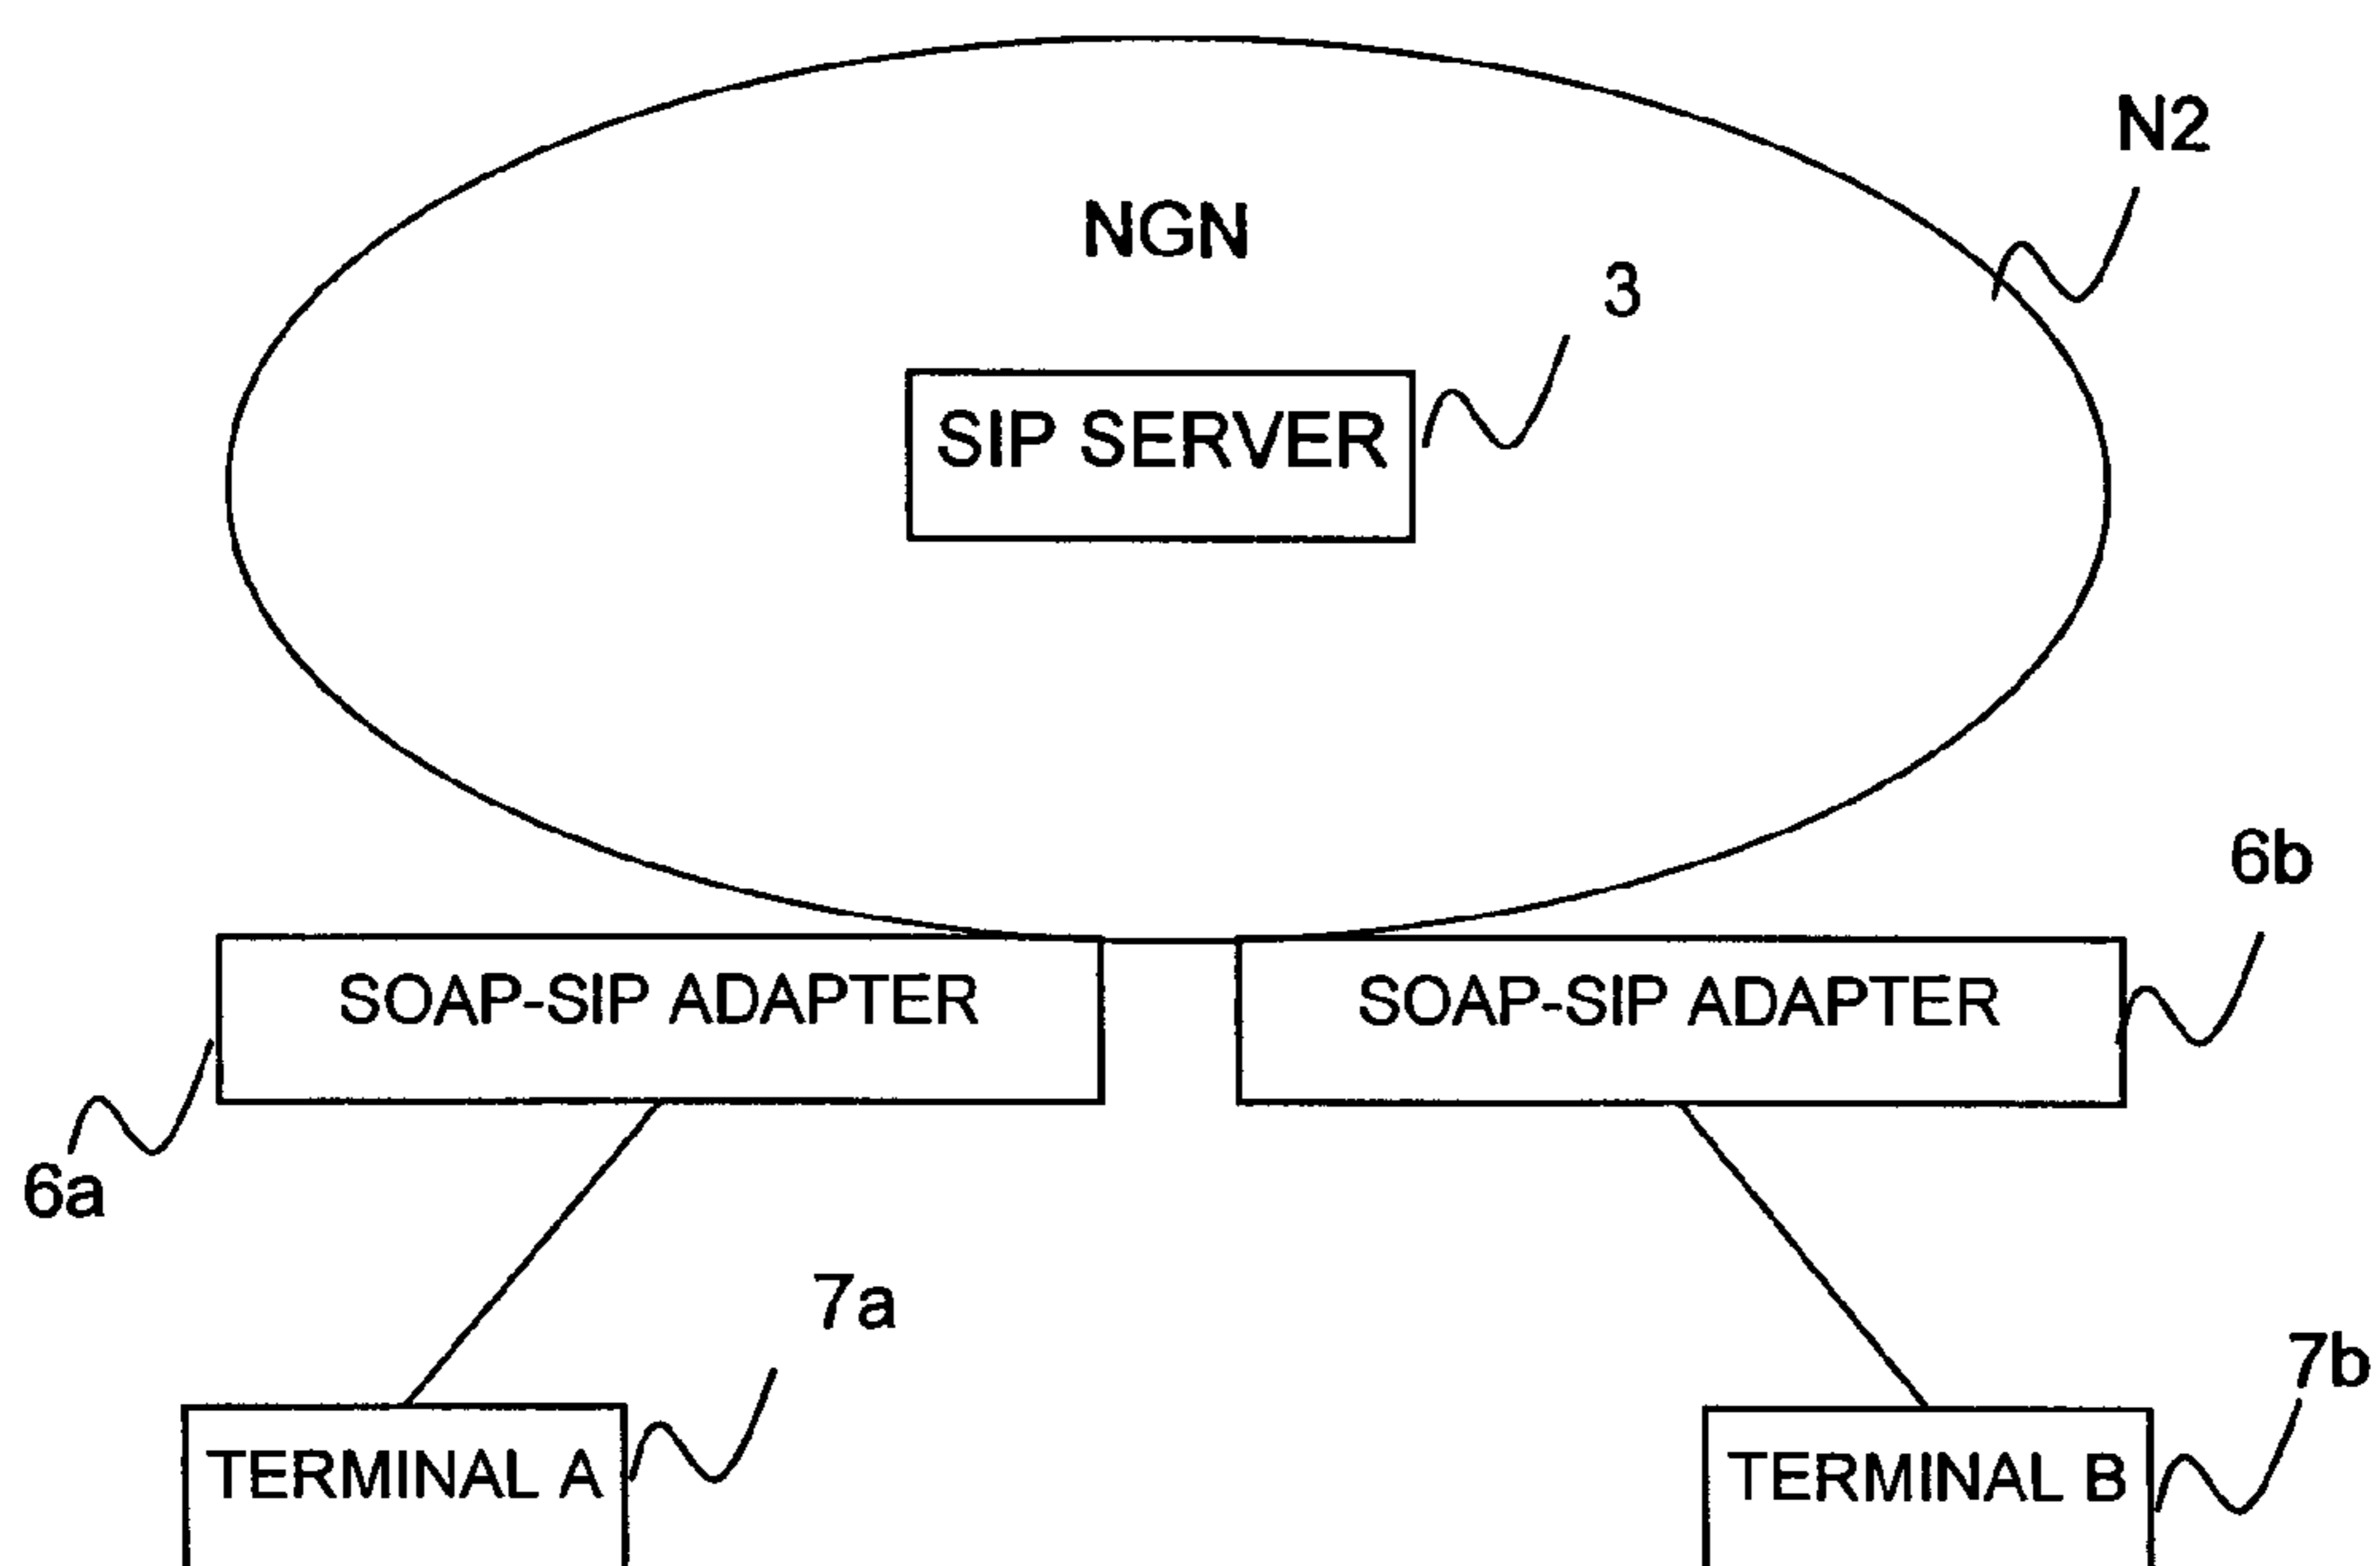 N2
NGN
3
SIP SERVER
6b
SOAP-SIP ADAPTER
SOAP-SIP ADAPTER
6a
7a
7b
TERMINAL A
TERMINAL B